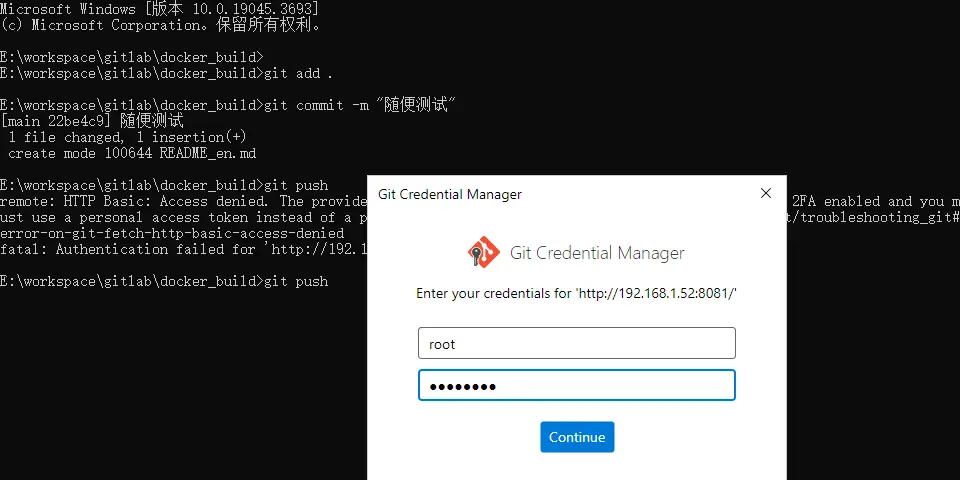 Microsoft Windows [版本 10.0.19045.3693]
(c) Microsoft Corporation。保留所有权利。
E:\workspace\gitlab\docker_build>
E:\workspace\gitlab\docker_build>git add .
E:\workspace\gitlab\docker_build>git commit -m "随便测试"
[main 22be4c9] 随便测试
1 file changed, 1 insertion(+)
create mode 100644 README_en.md
E:\workspace\gitlab\docker_build>git push
remote: HTTP Basic: Access denied. The provide 2FA enabled and you m
ust use a personal access token instead of a p t/troubleshooting_git#
error-on-git-fetch-http-basic-access-denied
fatal: Authentication failed for 'http://192.1
E:\workspace\gitlab\docker_build>git push
Git Credential Manager
Git Credential Manager
Enter your credentials for 'http://192.168.1.52:8081/'
root
●●●●●●●●
Continue